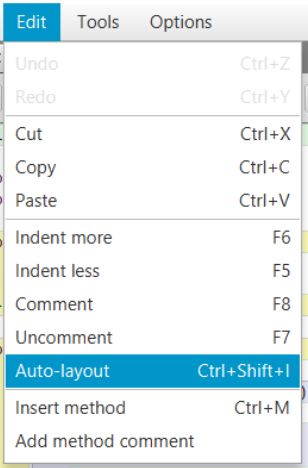 Edit Tools Options
Undo Ctrl+Z
Redo Ctrl+Y
Cut Ctrl+X
Copy Ctrl+C
Paste Ctrl+V
Indent more F6
Indent less F5
Comment F8
Uncomment F7
Auto-layout Ctrl+Shift+I
Insert method Ctrl+M
Add method comment